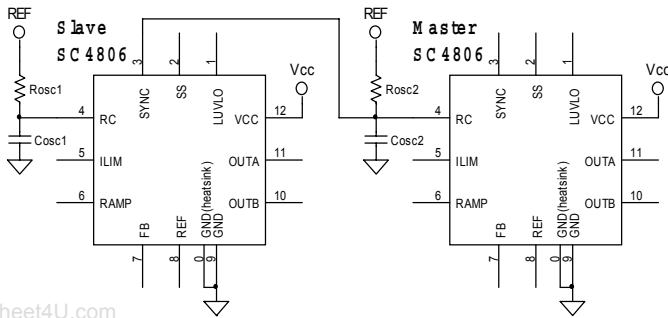 REF
Slave
SC4806
REF
Master
SC4806
Rosc1
3
2
1
Vcc
Rosc2
3
2
1
Vcc
SYNC
SS
LUVLO
SYNC
SS
LUVLO
4
RC
VCC
12
4
RC
VCC
12
Cosc1
Cosc2
5
ILIM
OUTA
11
5
ILIM
OUTA
11
6
RAMP
OUTB
10
6
RAMP
OUTB
10
FB
REF
GND(heatsink)
GND
FB
REF
GND(heatsink)
GND
7
8
0
9
7
8
0
9
heet4U.com